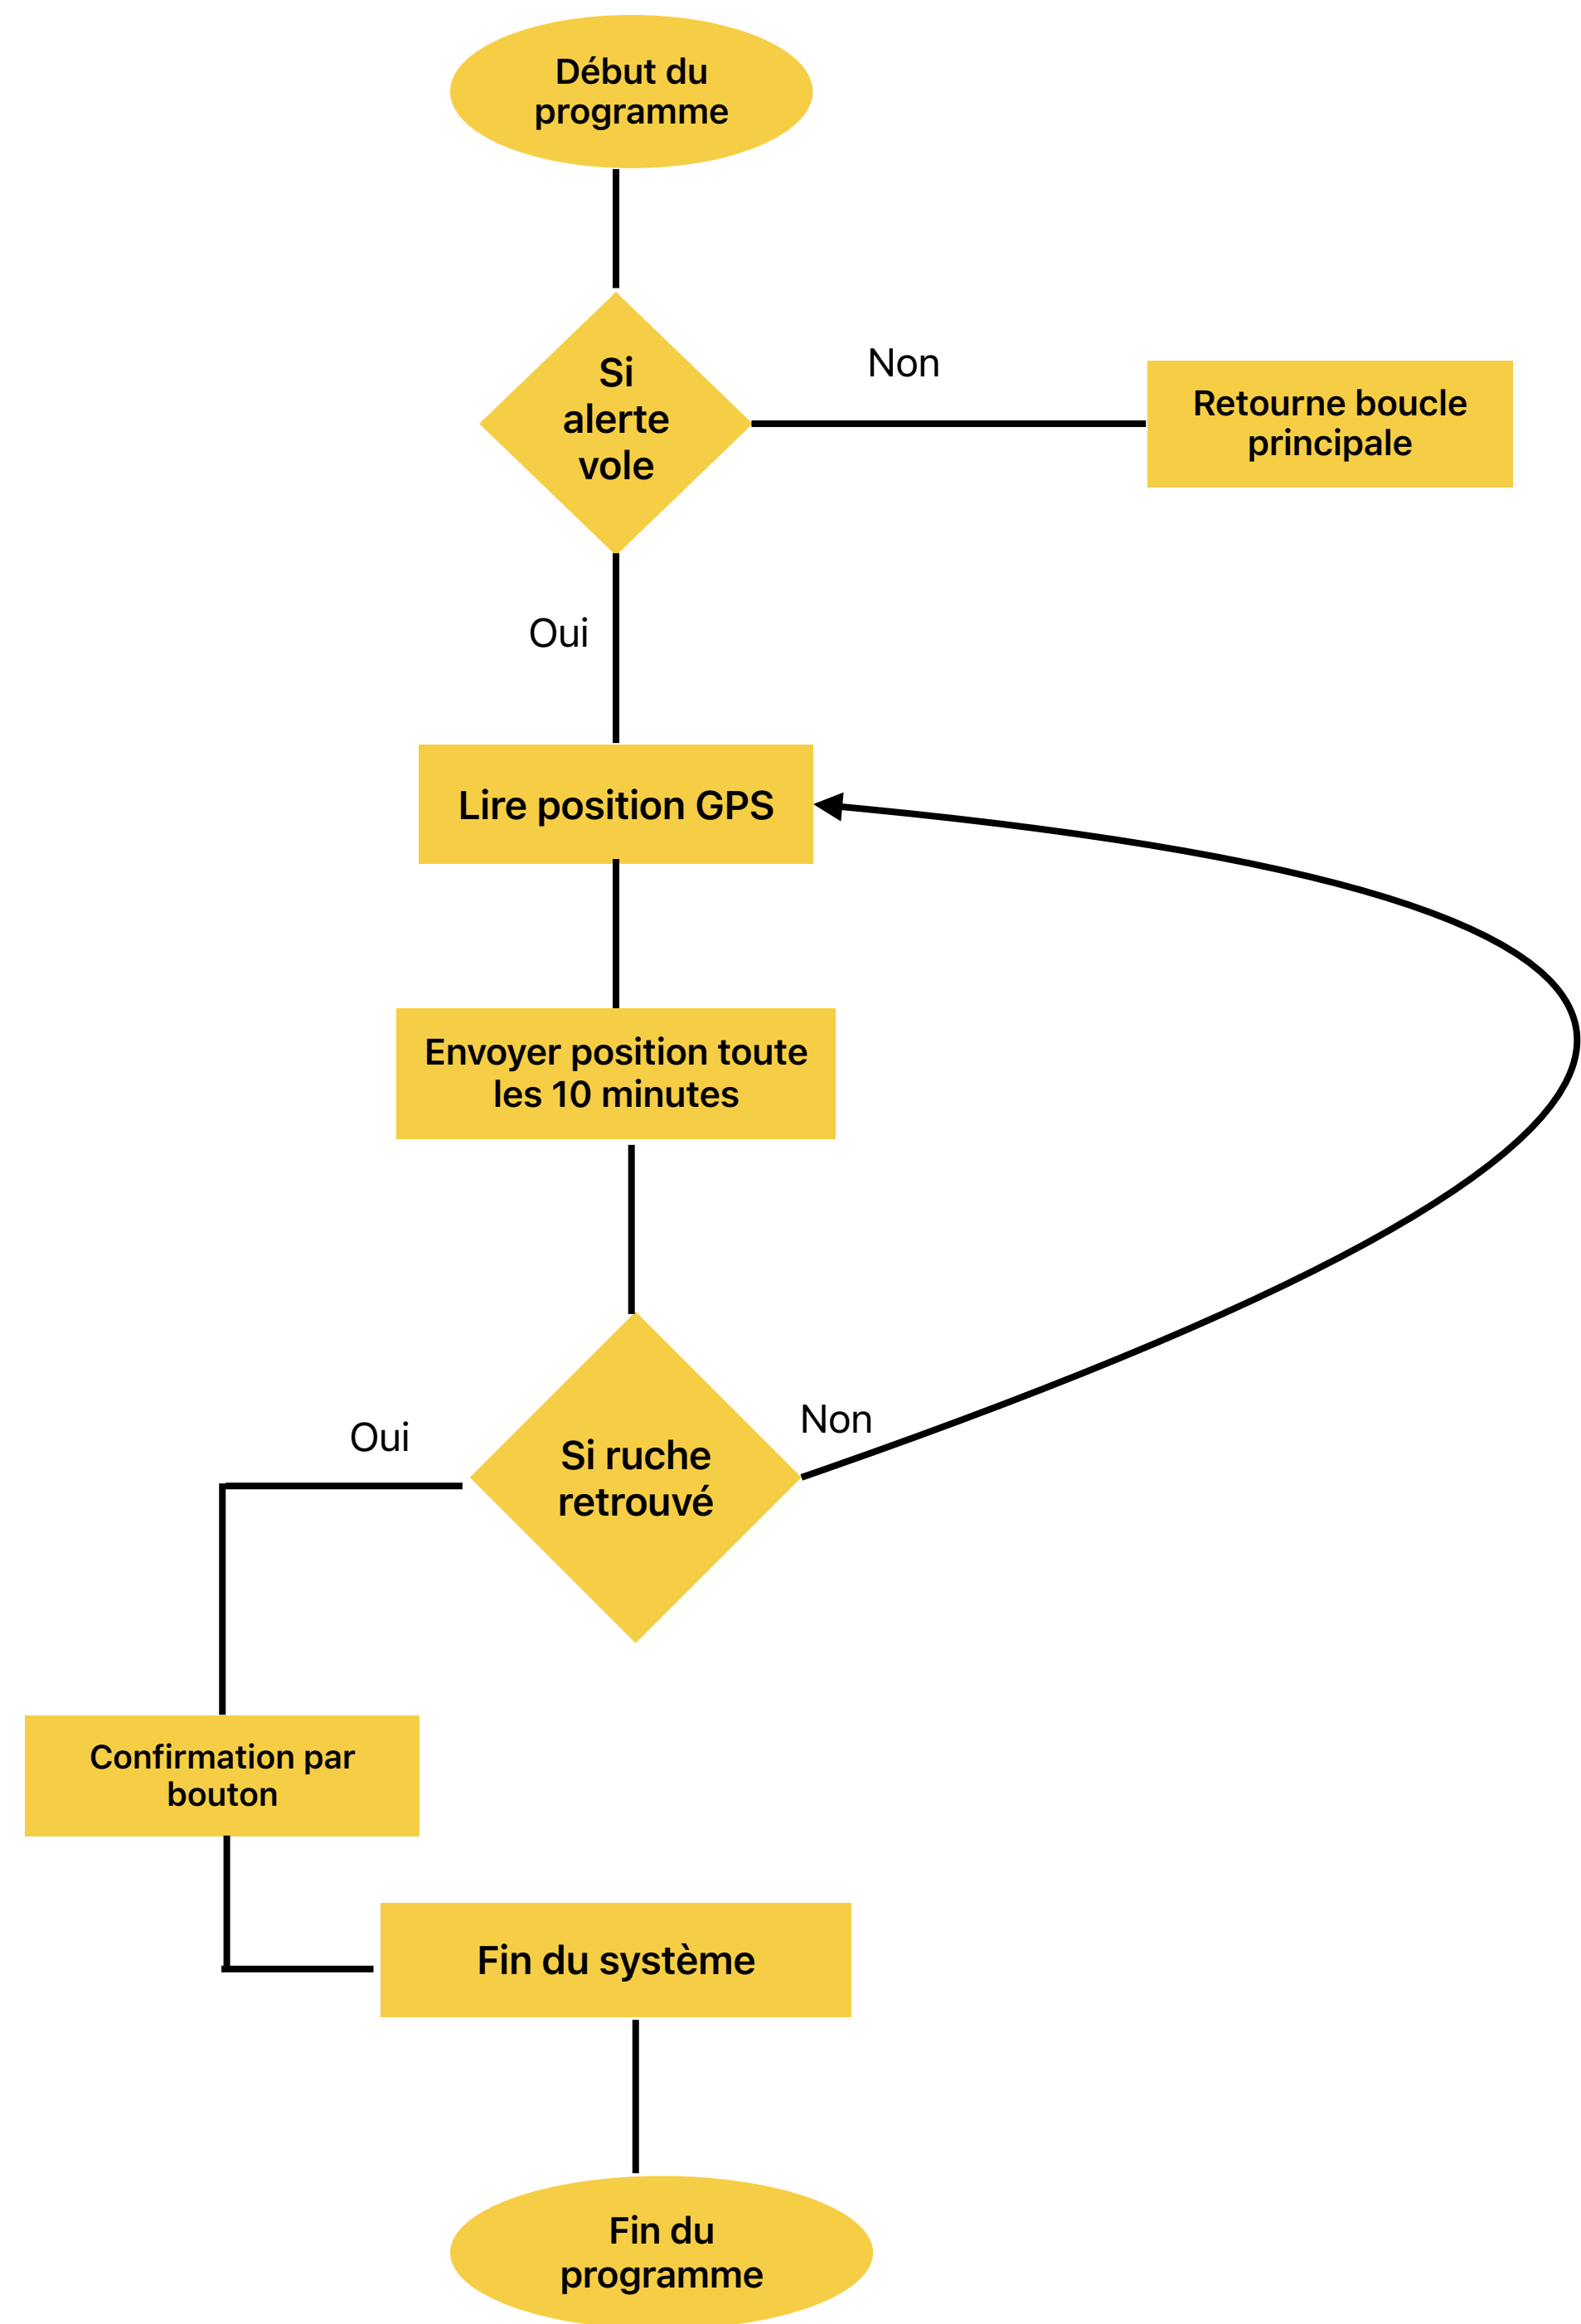 Début du
programme
Si
alerte
vole
Non
Retourne boucle
principale
Oui
Lire position GPS
Envoyer position toute
les 10 minutes
Si ruche
retrouvé
Non
Oui
Confirmation par
bouton
Fin du système
Fin du
programme